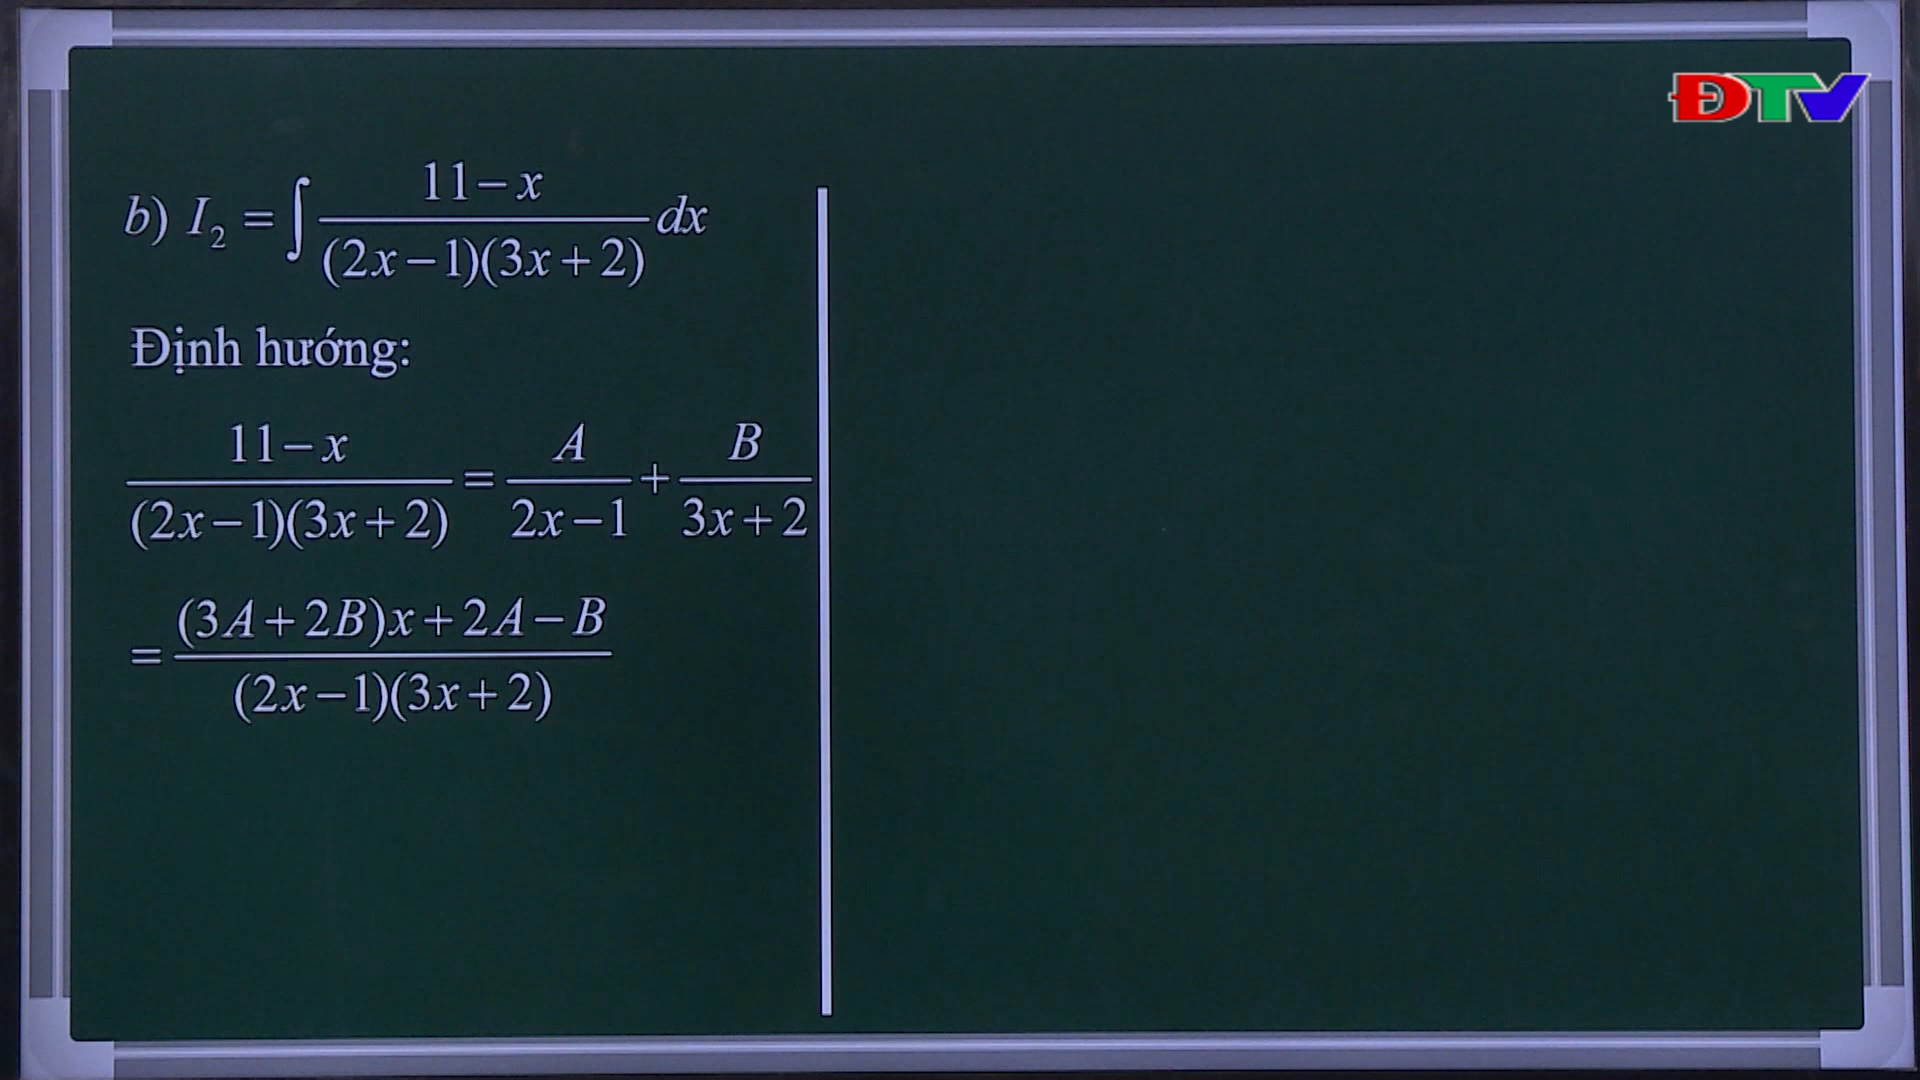 ĐTV
b) I₂ = ∫ (11−x)/((2x−1)(3x+2)) dx
Định hướng:
(11−x)/((2x−1)(3x+2)) = A/(2x−1) + B/(3x+2)
= ((3A+2B)x+2A−B)/((2x−1)(3x+2))